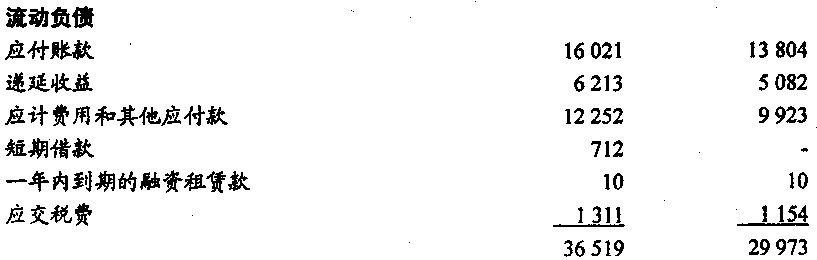 流动负债
应付账款 16 021 13 804
递延收益 6 213 5 082
应计费用和其他应付款 12 252 9 923
短期借款 712 -
一年内到期的融资租赁款 10 10
应交税费 1 311 1 154
36 519 29 973